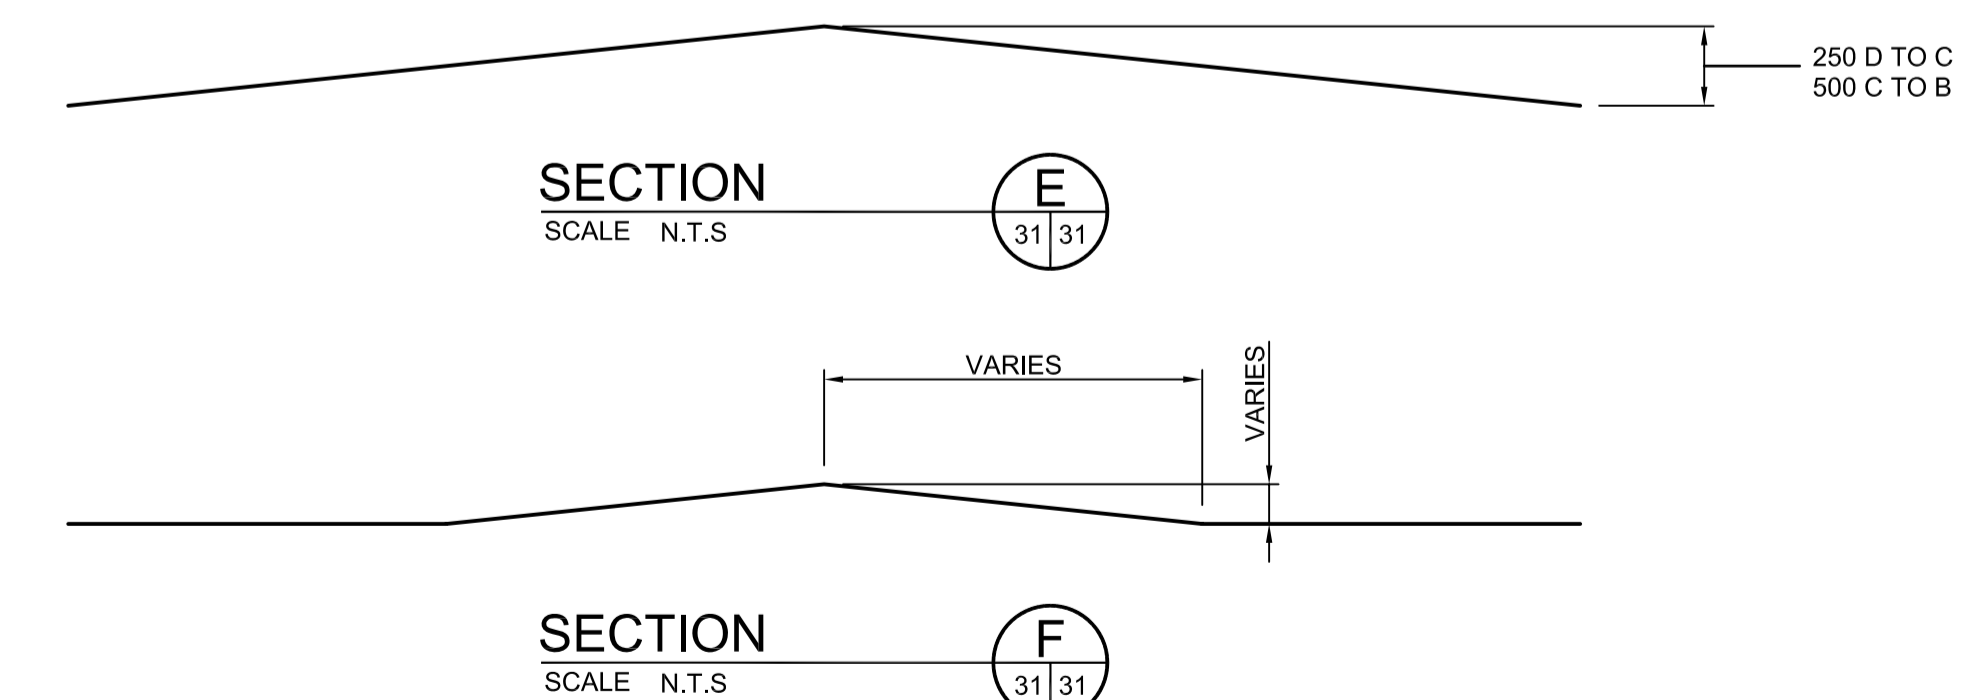 250 D TO C
500 C TO B
SECTION
E
SCALE N.T.S
31 31
VARIES
VARIES
SECTION
F
SCALE N.T.S
31 31